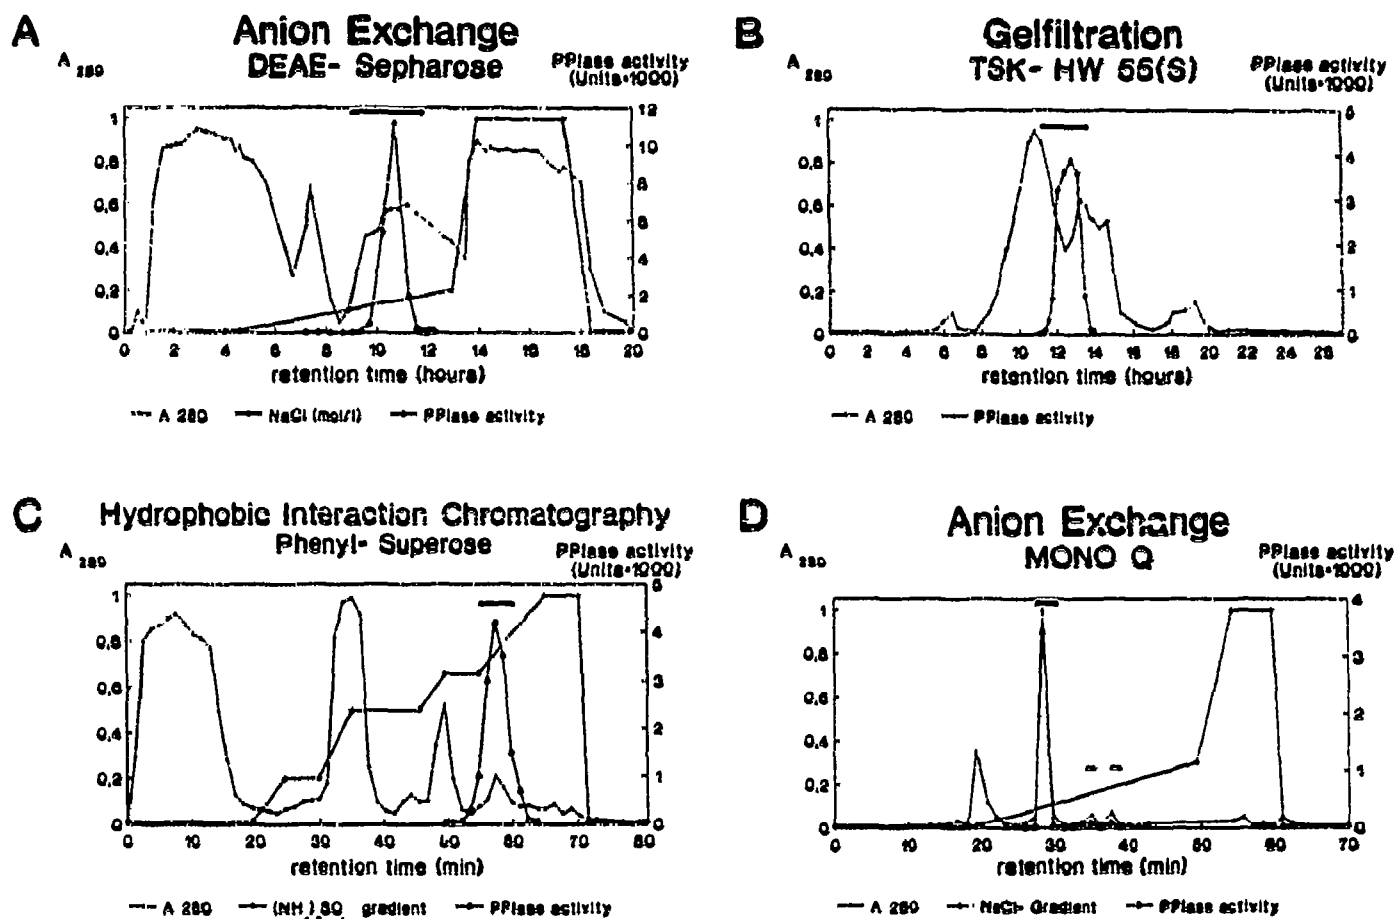 A
Anion Exchange
DEAE- Sepharose
A 280
PPIase activity
(Units*1000)
1
0,8
0,6
0,4
0,2
0
12
10
8
6
4
2
0
0 2 4 6 8 10 12 14 16 18 20
retention time (hours)
A 280 NaCl (mol/l) PPIase activity
B
Gelfiltration
TSK- HW 55(S)
A 280
PPIase activity
(Units*1000)
1
0,8
0,6
0,4
0,2
0
5
4
3
2
1
0
0 2 4 6 8 10 12 14 16 18 20 22 24 26
retention time (hours)
A 280 PPIase activity
C
Hydrophobic Interaction Chromatography
Phenyl- Superose
A 280
PPIase activity
(Units*1000)
1
0,8
0,6
0,4
0,2
0
5
4
3
2
1
0
0 10 20 30 40 50 60 70 80
retention time (min)
A 280 (NH ) SO gradient PPIase activity
D
Anion Exchange
MONO Q
A 280
PPIase activity
(Units*1000)
1
0,8
0,6
0,4
0,2
0
4
3
2
1
0
0 10 20 30 40 50 60 70
retention time (min)
A 280 NaCl- Gradient PPIase activity